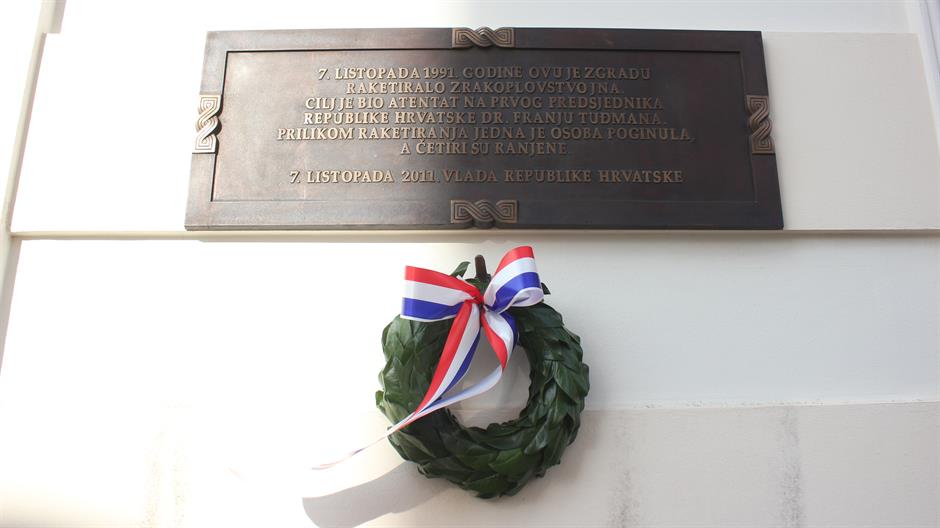 7. LISTOPADA 1991. GODINE OVU JE ZGRADU
RAKETIRALO ZRAKOPLOVSTVO JNA.
CILJ JE BIO ATENTAT NA PRVOG PREDSJEDNIKA
REPUBLIKE HRVATSKE DR. FRANJU TUĐMANA.
PRILIKOM RAKETIRANJA JEDNA JE OSOBA POGINULA,
A ČETIRI SU RANJENE.
7. LISTOPADA 2011. VLADA REPUBLIKE HRVATSKE